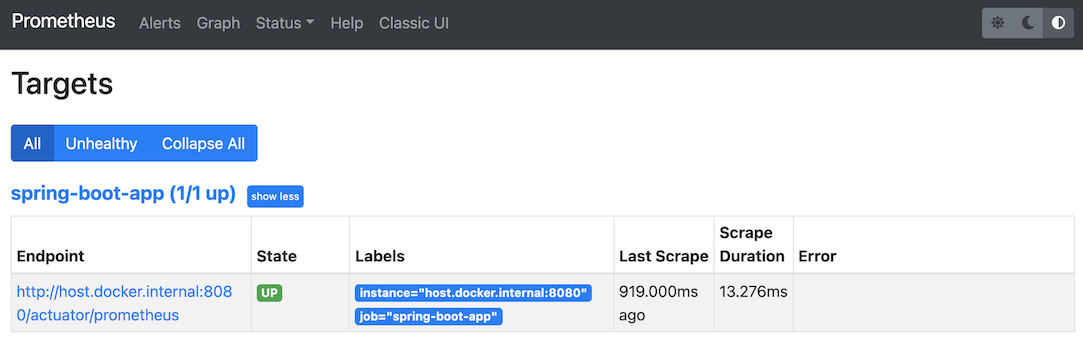 Prometheus Alerts Graph Status Help Classic UI
Targets
All Unhealthy Collapse All
spring-boot-app (1/1 up) show less
Endpoint State Labels Last Scrape Scrape Duration Error
http://host.docker.internal:808
0/actuator/prometheus
UP
instance="host.docker.internal:8080"
job="spring-boot-app"
919.000ms
ago
13.276ms